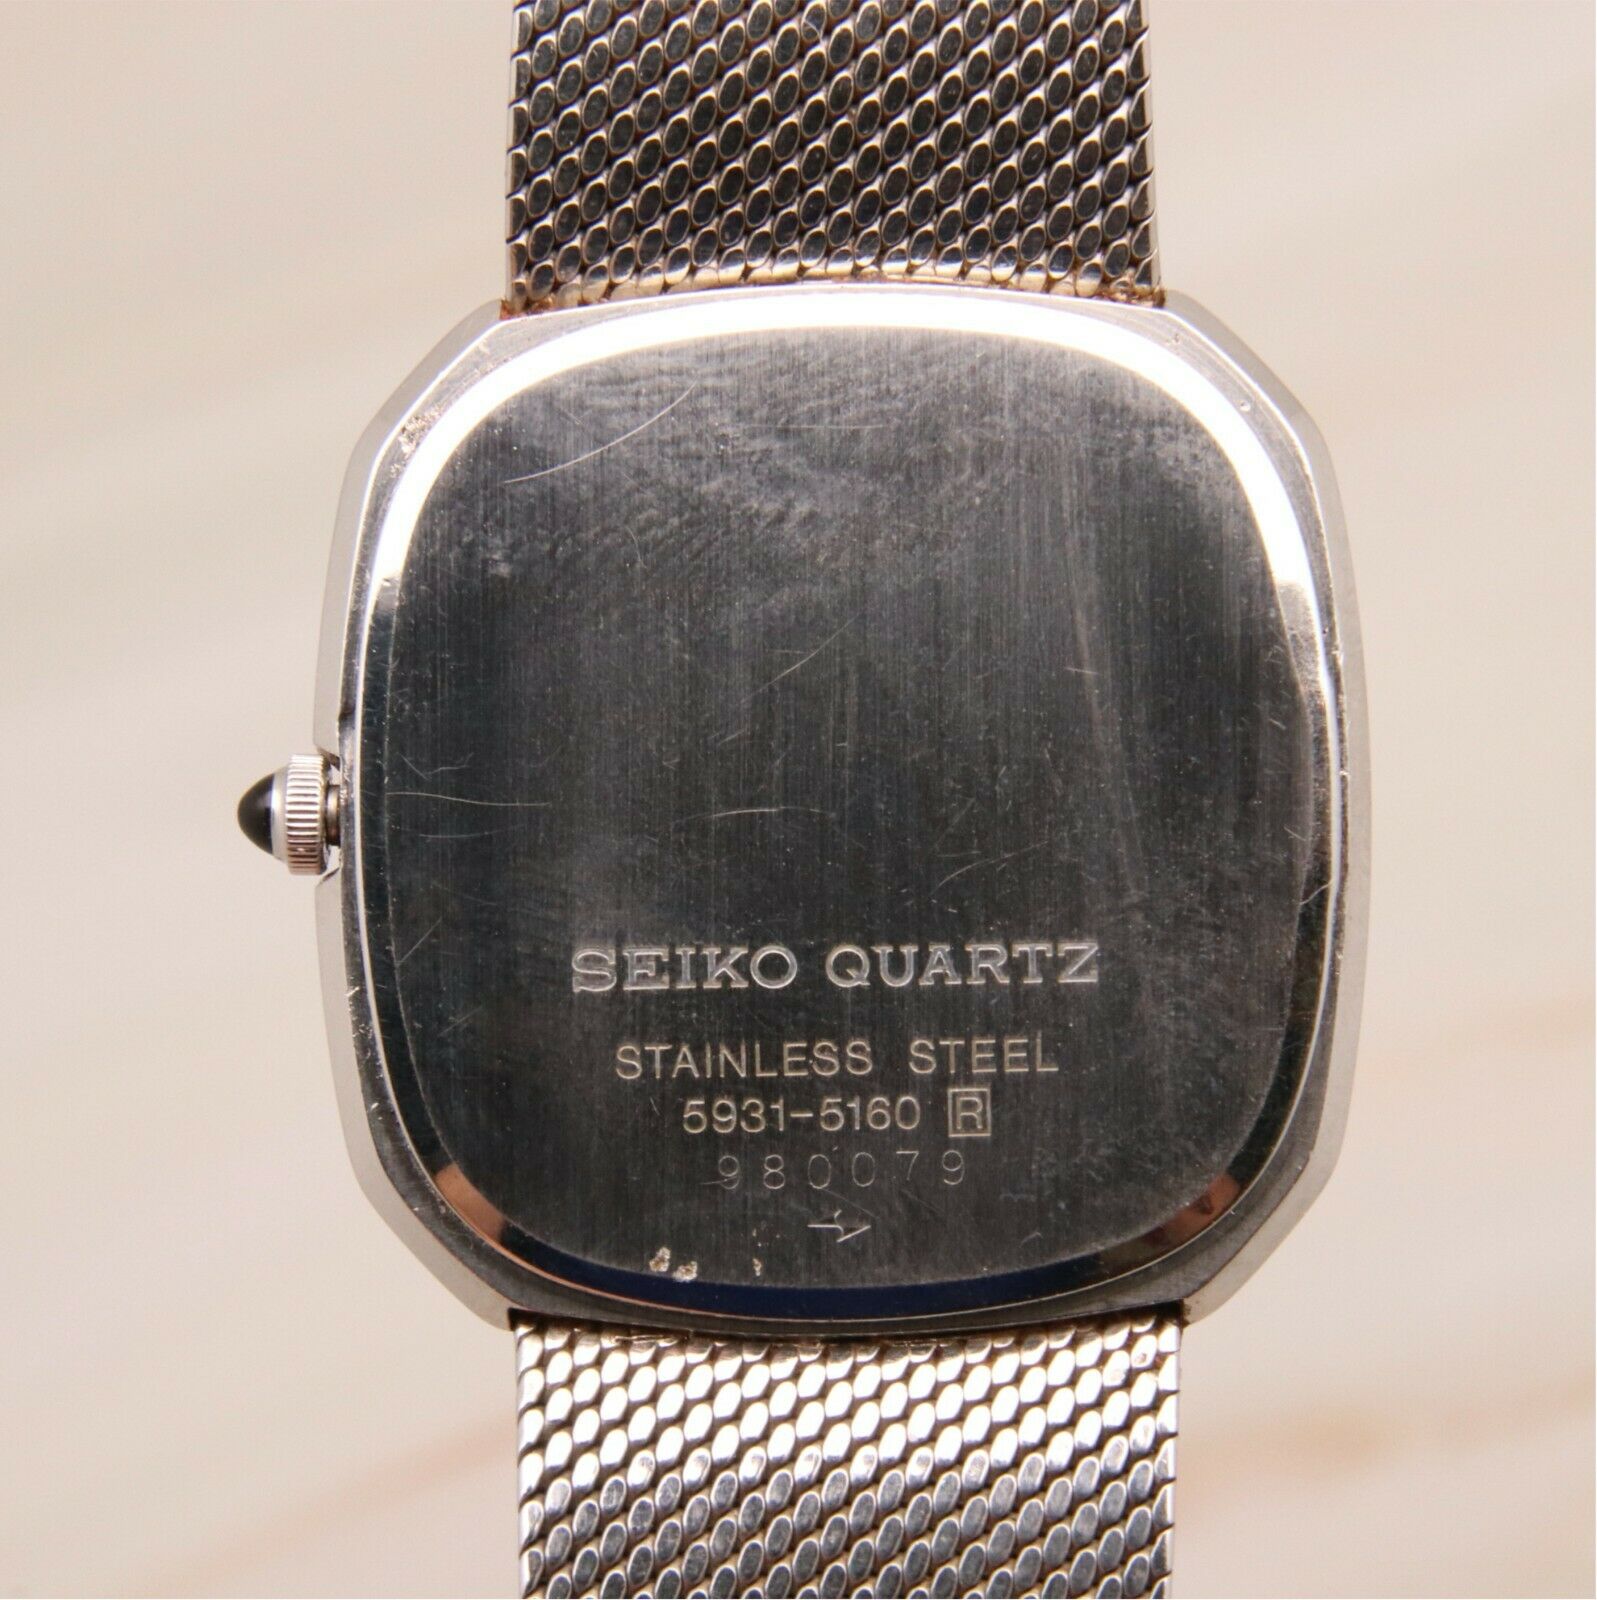 SEIKO QUARTZ
STAINLESS STEEL
5931-5160 R
980079